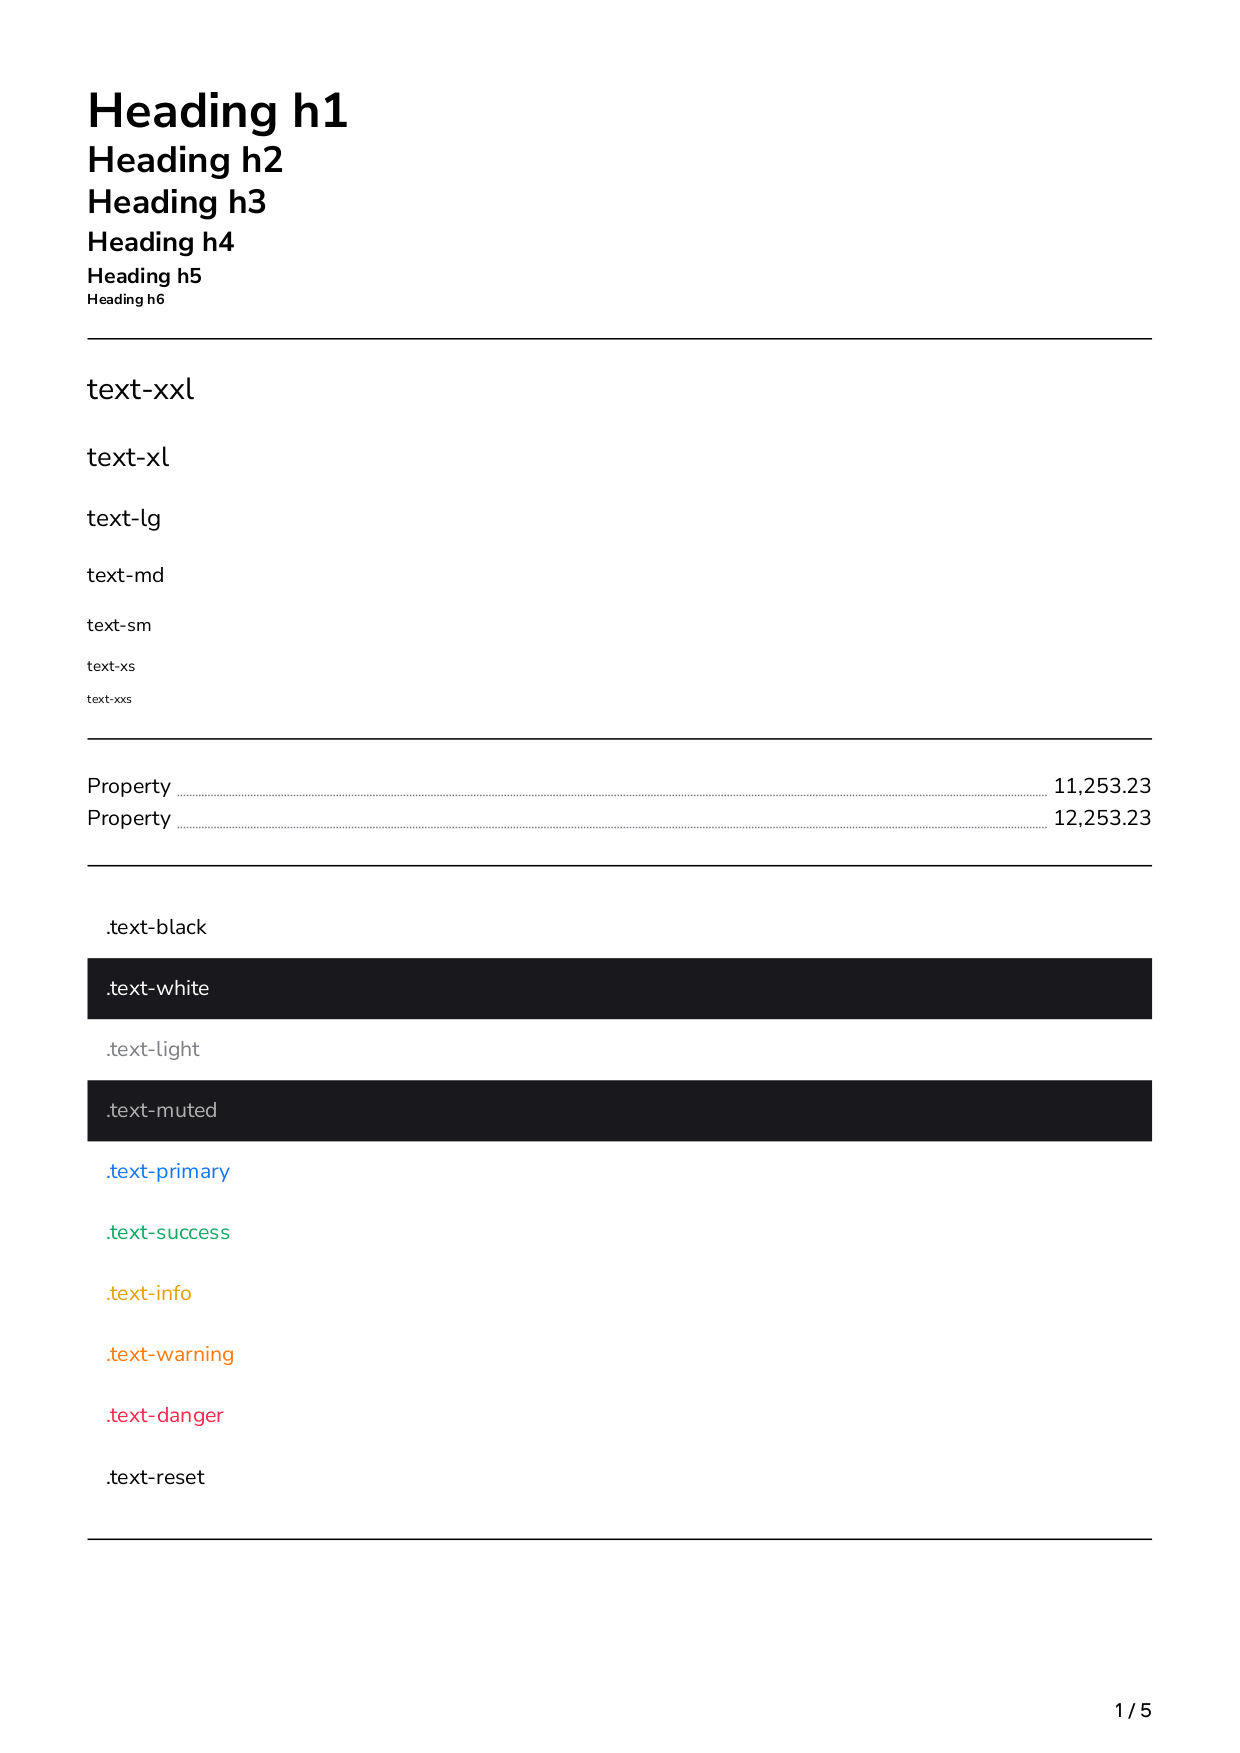 Heading h1
Heading h2
Heading h3
Heading h4
Heading h5
Heading h6
text-xxl
text-xl
text-lg
text-md
text-sm
text-xs
text-xxs
Property 11,253.23
Property 12,253.23
.text-black
.text-white
.text-light
.text-muted
.text-primary
.text-success
.text-info
.text-warning
.text-danger
.text-reset
1 / 5